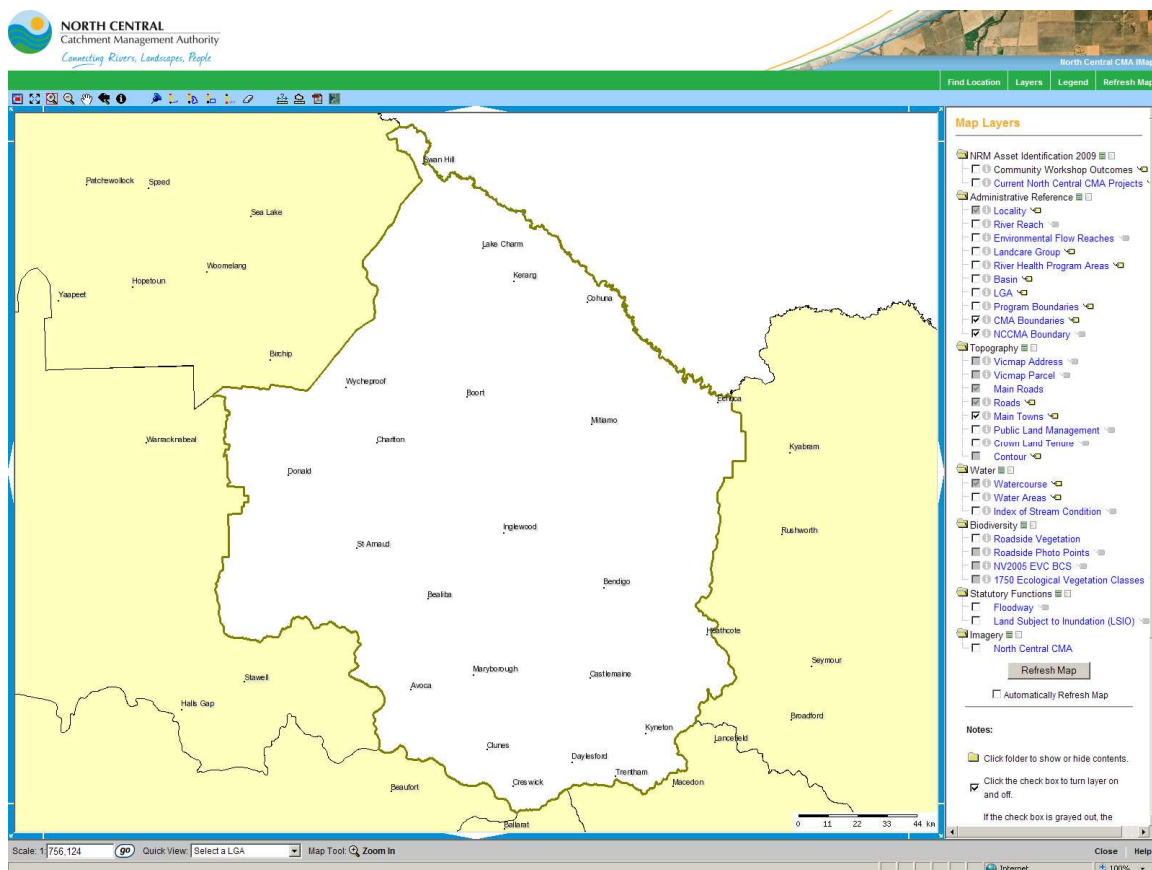 NORTH CENTRAL
Catchment Management Authority
Connecting Rivers, Landscapes, People
North Central CMA IMap
Find Location
Layers
Legend
Refresh Map
Swan Hill
Patchewollock
Speed
Sea Lake
Lake Charm
Woomelang
Kerang
Hopetoun
Yaapeet
Cohuna
Birchip
Wycheproof
Boort
Echuca
Mitiamo
Warracknabeal
Charlton
Kyabram
Donald
Inglewood
Rushworth
St Arnaud
Bendigo
Bealiba
Heathcote
Seymour
Maryborough
Castlemaine
Stawell
Avoca
Halls Gap
Broadford
Kyneton
Lancefield
Clunes
Daylesford
Trentham
Creswick
Macedon
Beaufort
Ballarat
0 11 22 33 44 km
Map Layers
NRM Asset Identification 2009
Community Workshop Outcomes
Current North Central CMA Projects
Administrative Reference
Locality
River Reach
Environmental Flow Reaches
Landcare Group
River Health Program Areas
Basin
LGA
Program Boundaries
CMA Boundaries
NCCMA Boundary
Topography
Vicmap Address
Vicmap Parcel
Main Roads
Roads
Main Towns
Public Land Management
Crown Land Tenure
Contour
Water
Watercourse
Water Areas
Index of Stream Condition
Biodiversity
Roadside Vegetation
Roadside Photo Points
NV2005 EVC BCS
1750 Ecological Vegetation Classes
Statutory Functions
Floodway
Land Subject to Inundation (LSIO)
Imagery
North Central CMA
Refresh Map
Automatically Refresh Map
Notes:
Click folder to show or hide contents.
Click the check box to turn layer on
and off.
If the check box is grayed out, the
Scale: 1: 756,124 go Quick View: Select a LGA Map Tool: Zoom In
Close Help
Internet 100%